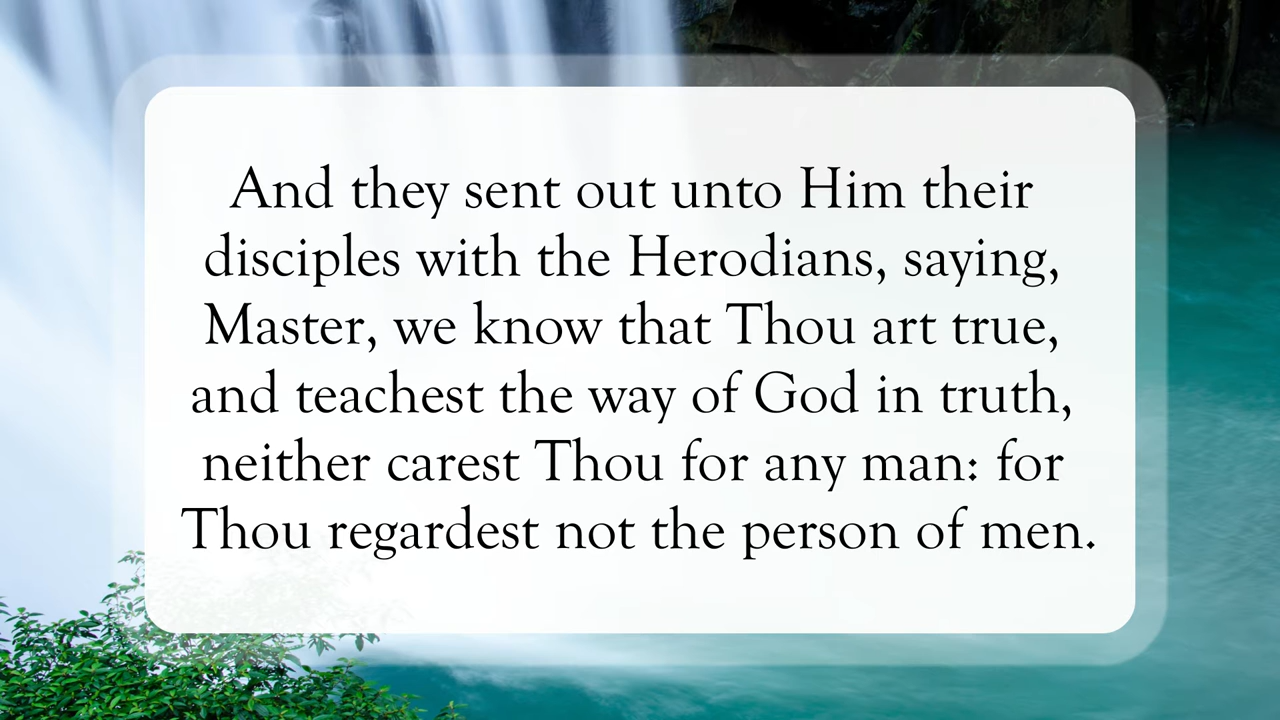 And they sent out unto Him their
disciples with the Herodians, saying,
Master, we know that Thou art true,
and teachest the way of God in truth,
neither carest Thou for any man: for
Thou regardest not the person of men.